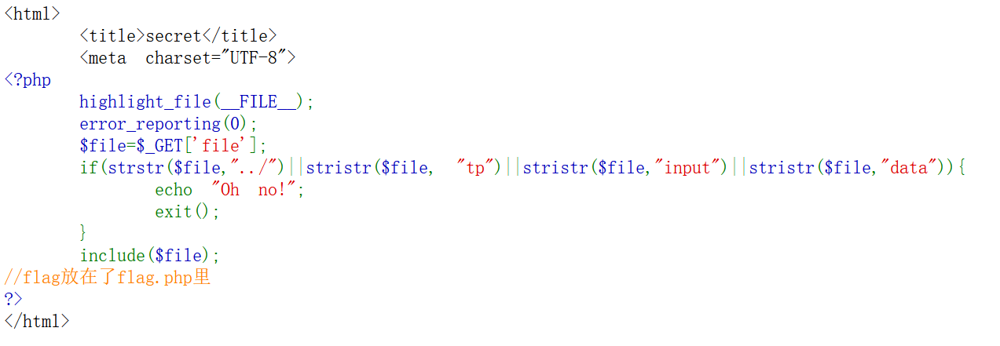 <html>
<title>secret</title>
<meta charset="UTF-8">
<?php
highlight_file(__FILE__);
error_reporting(0);
$file=$_GET['file'];
if(strstr($file,"../")||stristr($file, "tp")||stristr($file,"input")||stristr($file,"data")){
echo "Oh no!";
exit();
}
include($file);
//flag放在了flag.php里
?>
</html>